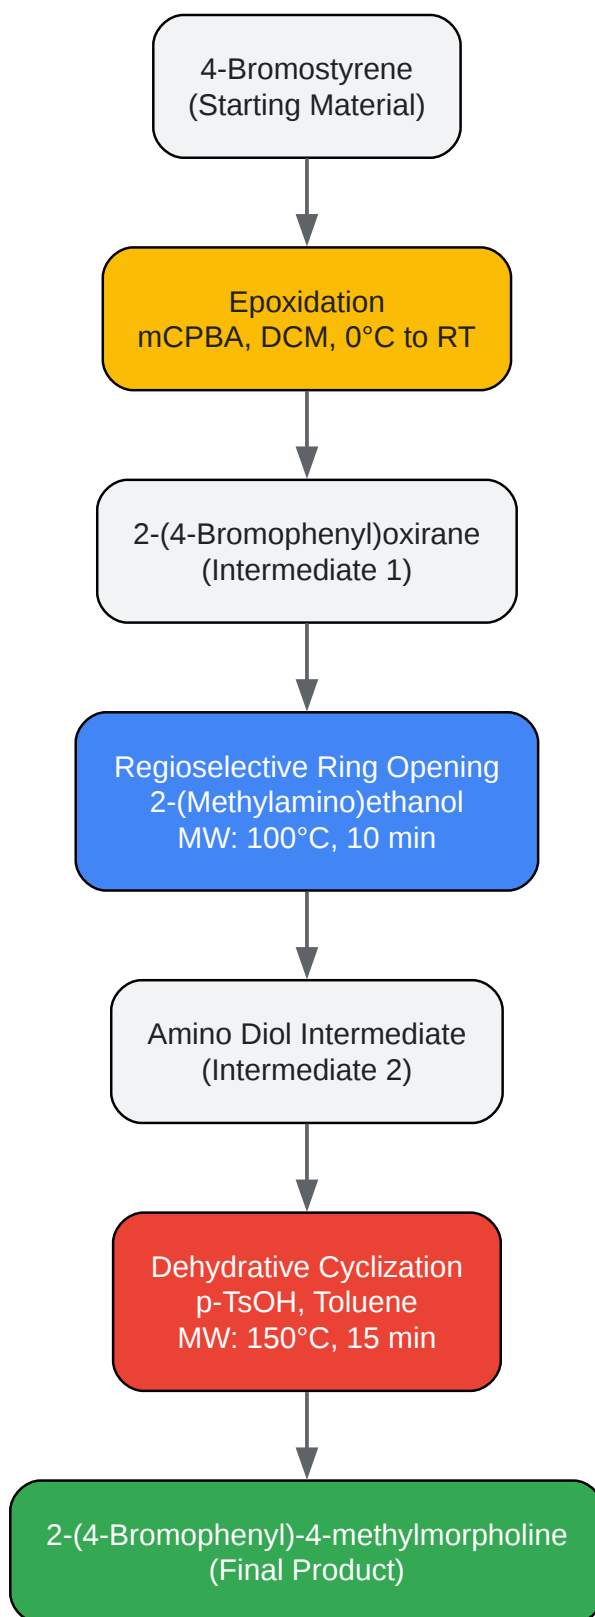 4-Bromostyrene
(Starting Material)
Epoxidation
mCPBA, DCM, 0°C to RT
2-(4-Bromophenyl)oxirane
(Intermediate 1)
Regioselective Ring Opening
2-(Methylamino)ethanol
MW: 100°C, 10 min
Amino Diol Intermediate
(Intermediate 2)
Dehydrative Cyclization
p-TsOH, Toluene
MW: 150°C, 15 min
2-(4-Bromophenyl)-4-methylmorpholine
(Final Product)